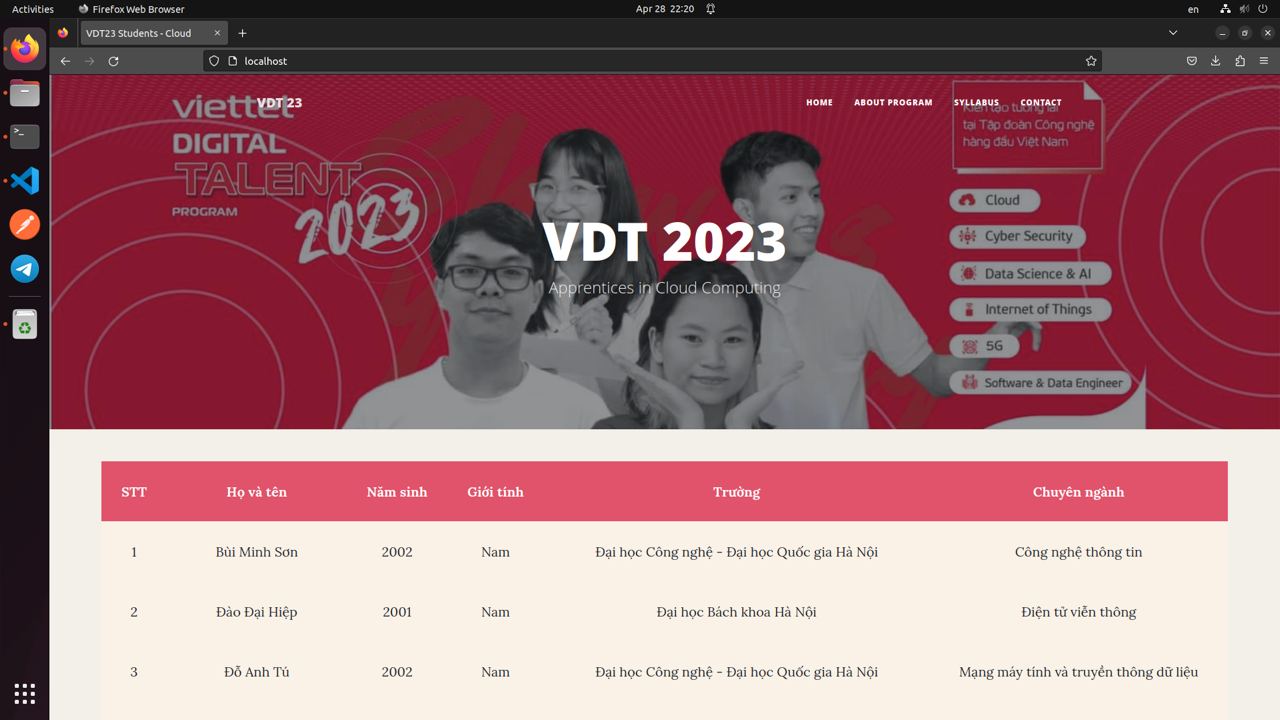 Activities
Firefox Web Browser
Apr 28 22:20
en
VDT23 Students - Cloud
localhost
VDT 23
HOME
ABOUT PROGRAM
SYLLABUS
CONTACT
viettel
DIGITAL
TALENT
PROGRAM
2023
Kiến tạo tương lai
tại Tập đoàn Công nghệ
hàng đầu Việt Nam
Cloud
Cyber Security
Data Science & AI
Internet of Things
5G
Software & Data Engineer
VDT 2023
Apprentices in Cloud Computing
STT Họ và tên Năm sinh Giới tính Trường Chuyên ngành
1 Bùi Minh Sơn 2002 Nam Đại học Công nghệ - Đại học Quốc gia Hà Nội Công nghệ thông tin
2 Đào Đại Hiệp 2001 Nam Đại học Bách khoa Hà Nội Điện tử viễn thông
3 Đỗ Anh Tú 2002 Nam Đại học Công nghệ - Đại học Quốc gia Hà Nội Mạng máy tính và truyền thông dữ liệu